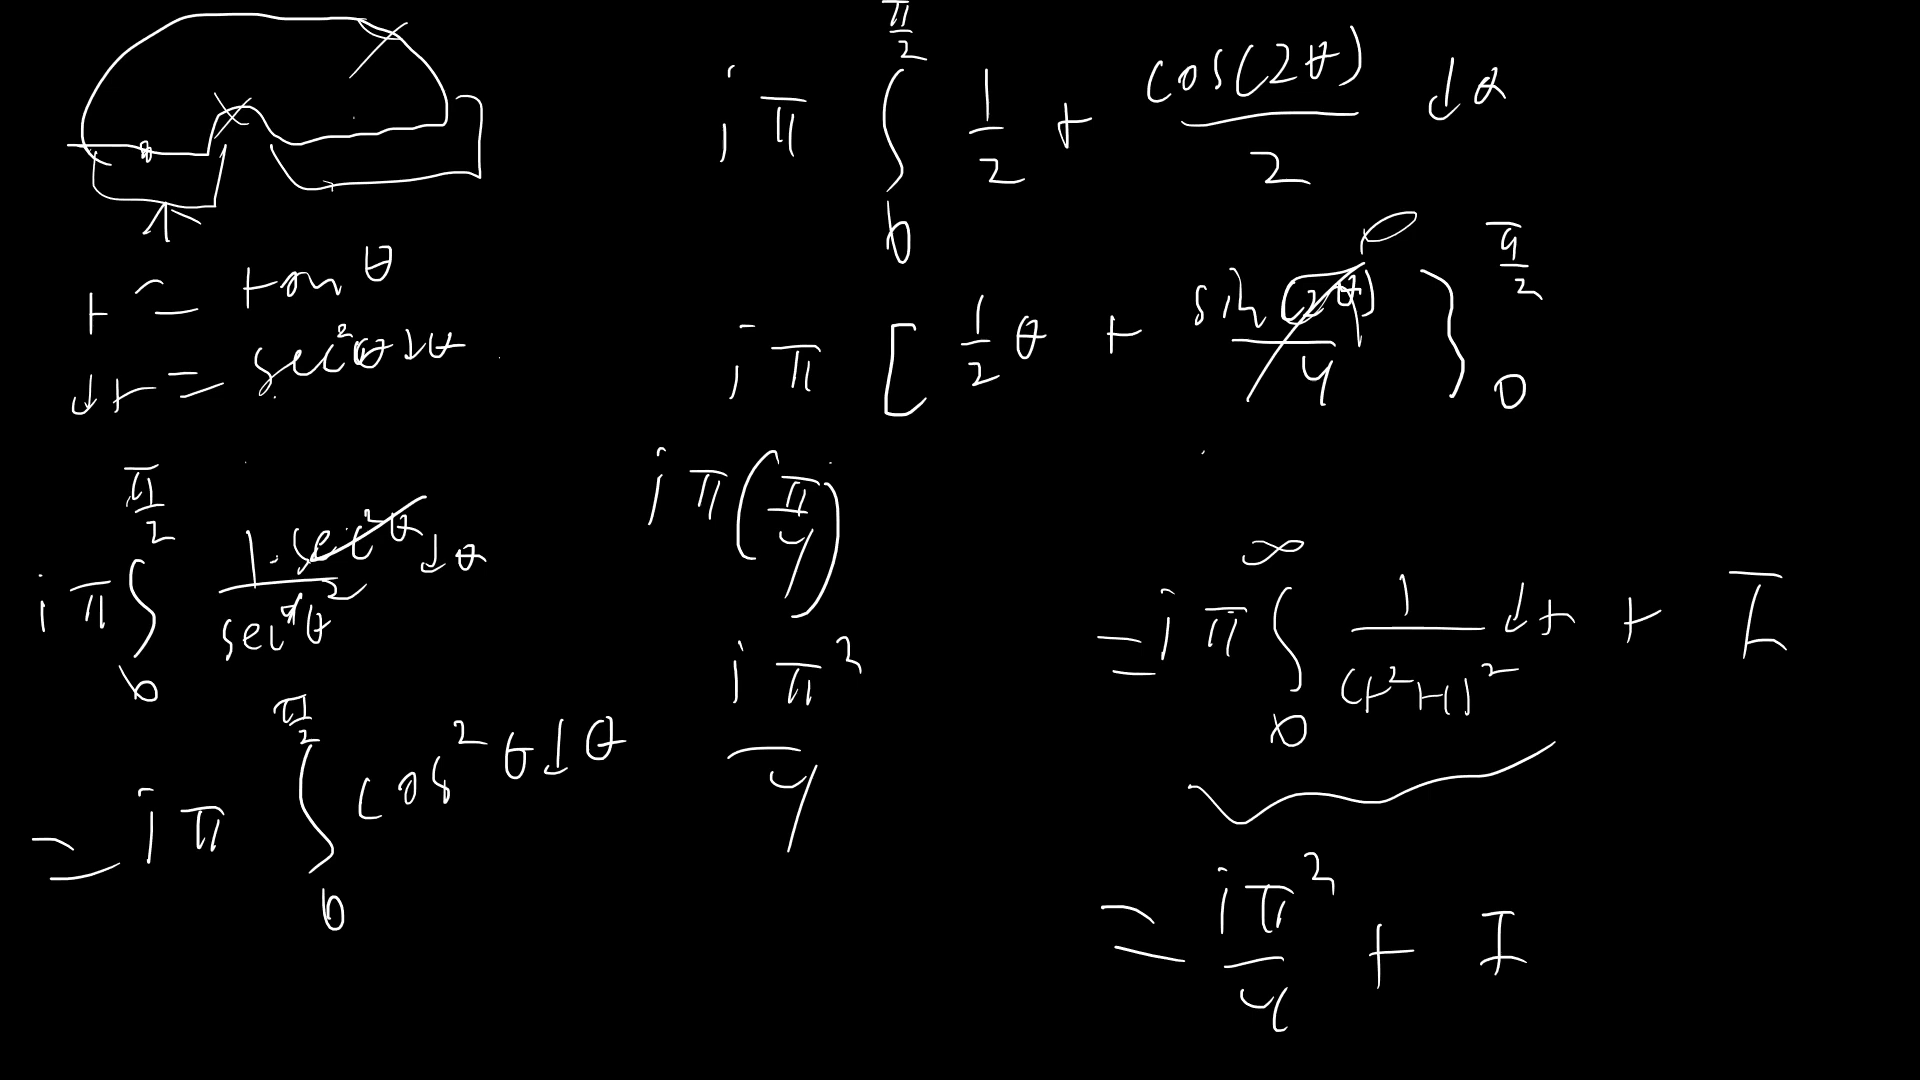 t = tan θ
dt = sec²θ dθ
iπ ∫₀^(π/2) (1 · sec²θ dθ)/(sec⁴θ)
= iπ ∫₀^(π/2) cos²θ dθ
iπ ∫₀^(π/2) 1/2 + cos(2θ)/2 dθ
iπ [1/2 θ + sin(2θ)/4]₀^(π/2)
0
iπ(π/4)
iπ²/4
= iπ ∫₀^∞ 1/(t²+1)² dt + I
= iπ²/4 + I